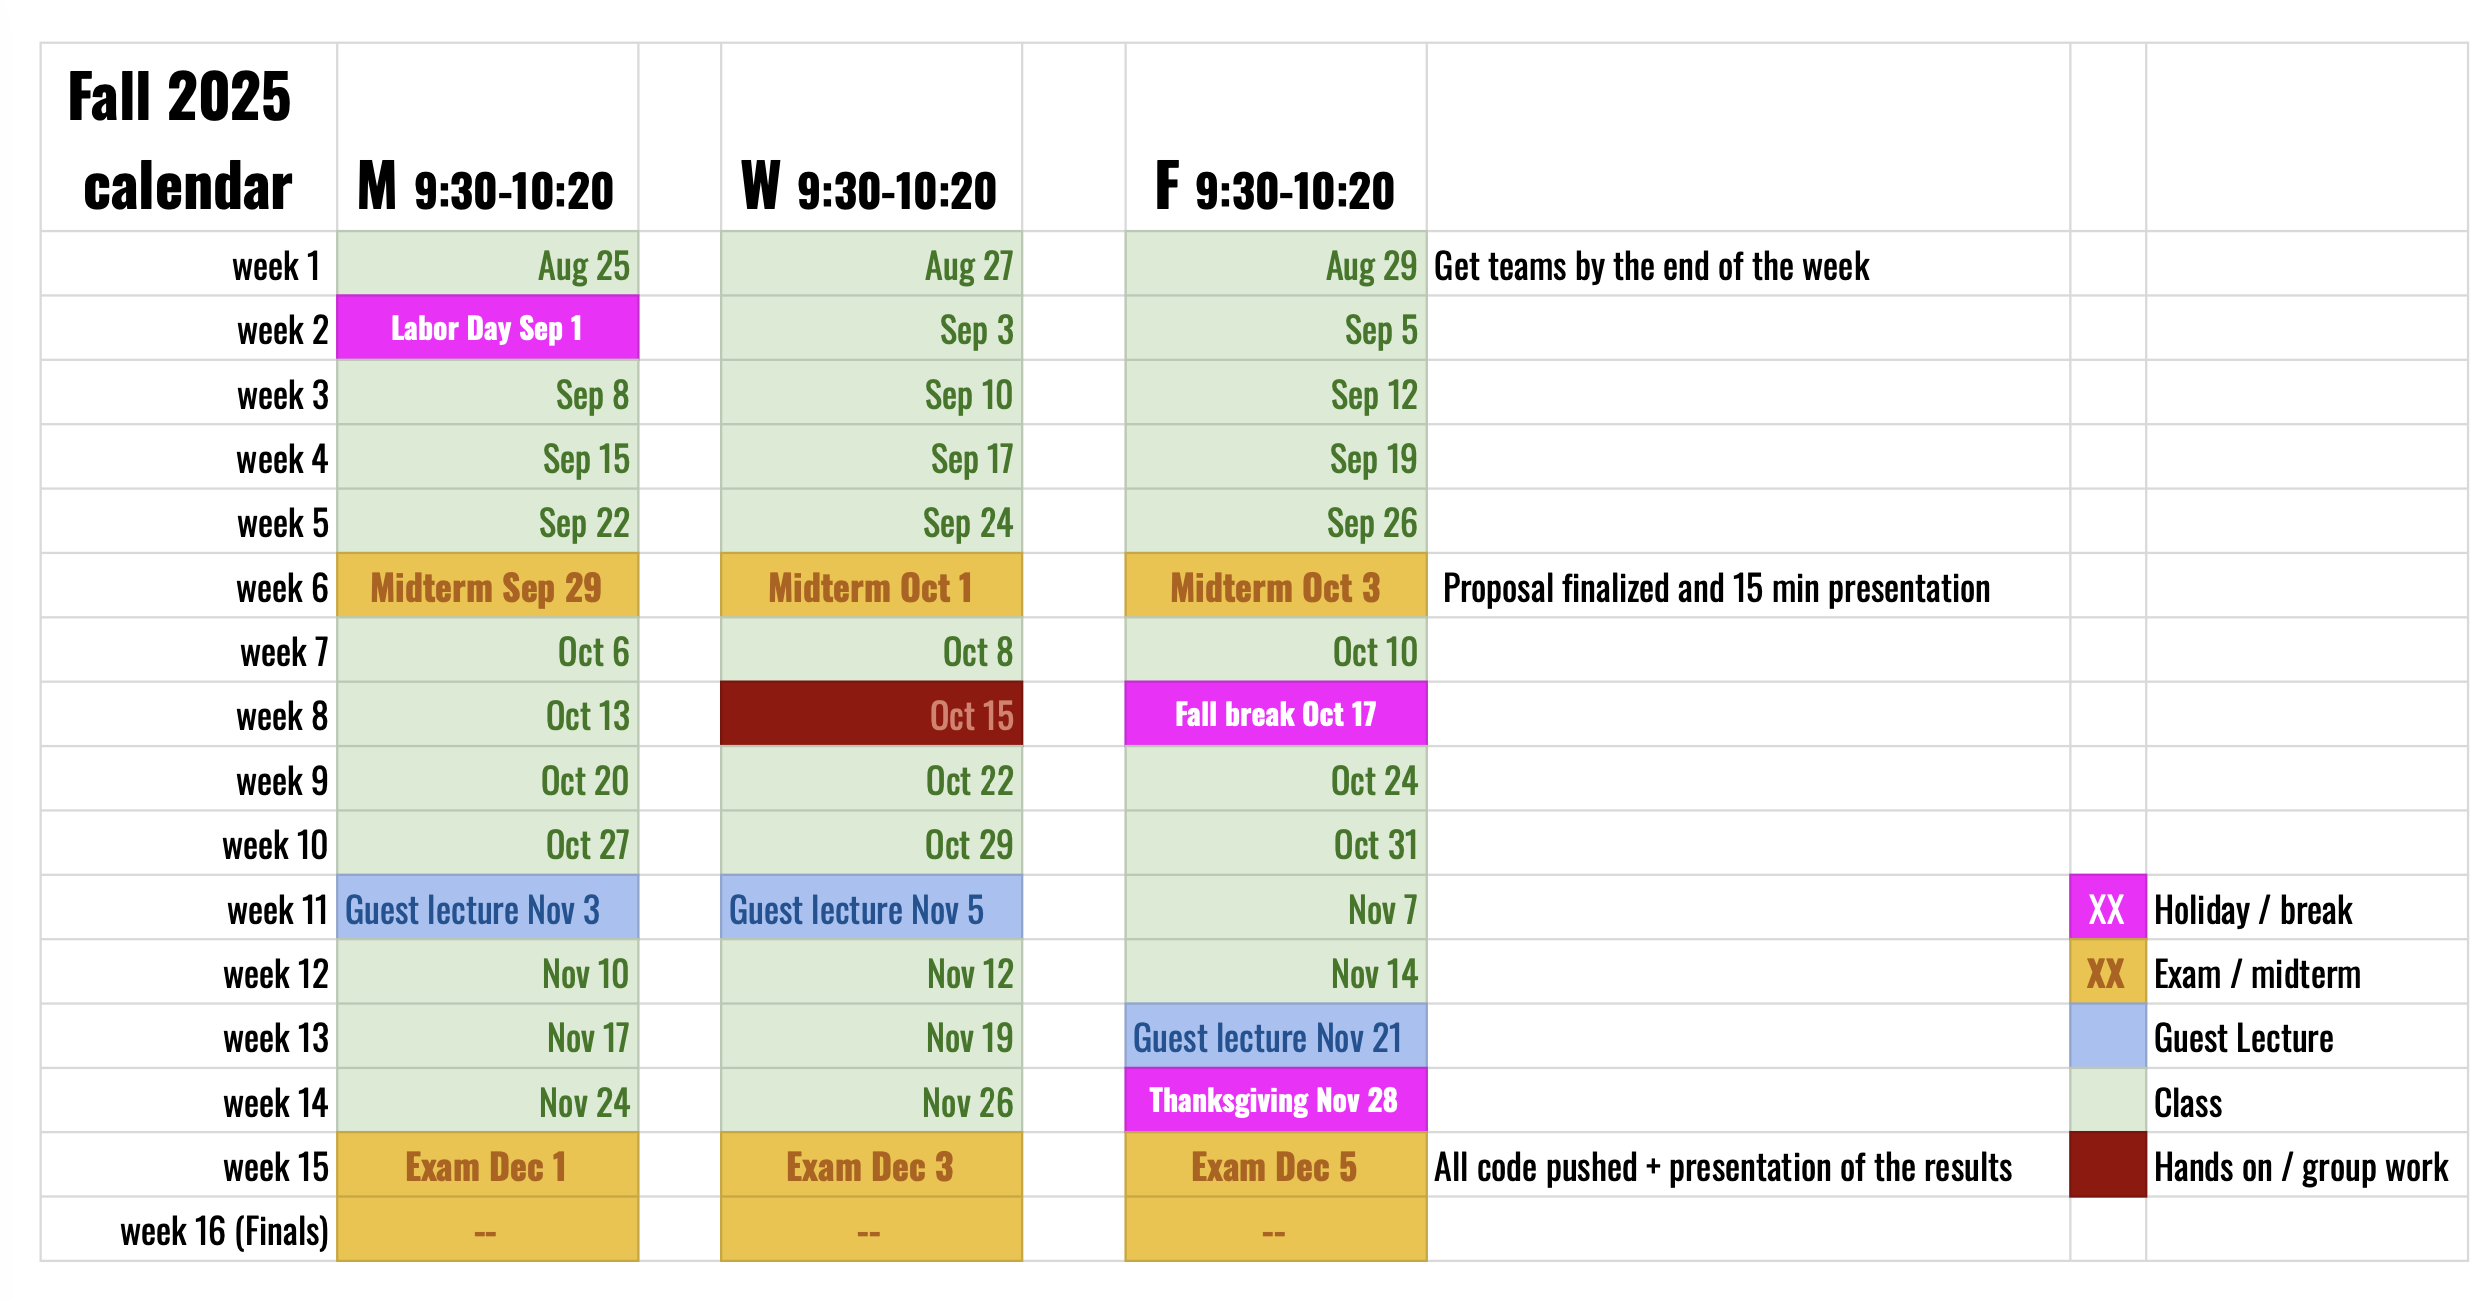 Fall 2025
calendar M 9:30-10:20 W 9:30-10:20 F 9:30-10:20
week 1 Aug 25 Aug 27 Aug 29 Get teams by the end of the week
week 2 Labor Day Sep 1 Sep 3 Sep 5
week 3 Sep 8 Sep 10 Sep 12
week 4 Sep 15 Sep 17 Sep 19
week 5 Sep 22 Sep 24 Sep 26
week 6 Midterm Sep 29 Midterm Oct 1 Midterm Oct 3 Proposal finalized and 15 min presentation
week 7 Oct 6 Oct 8 Oct 10
week 8 Oct 13 Oct 15 Fall break Oct 17
week 9 Oct 20 Oct 22 Oct 24
week 10 Oct 27 Oct 29 Oct 31
week 11 Guest lecture Nov 3 Guest lecture Nov 5 Nov 7 XX Holiday / break
week 12 Nov 10 Nov 12 Nov 14 XX Exam / midterm
week 13 Nov 17 Nov 19 Guest lecture Nov 21 Guest Lecture
week 14 Nov 24 Nov 26 Thanksgiving Nov 28 Class
week 15 Exam Dec 1 Exam Dec 3 Exam Dec 5 All code pushed + presentation of the results Hands on / group work
week 16 (Finals) -- -- --